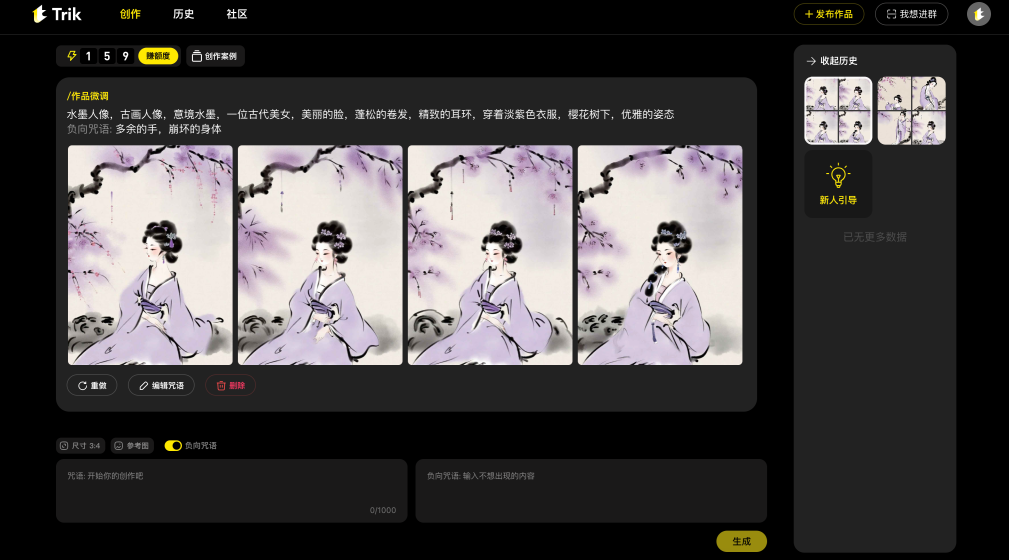 Trik
创作
历史
社区
+ 发布作品
我想进群
1 5 9
赚额度
创作案例
收起历史
/作品微调
水墨人像，古画人像，意境水墨，一位古代美女，美丽的脸，蓬松的卷发，精致的耳环，穿着淡紫色衣服，樱花树下，优雅的姿态
负向咒语: 多余的手，崩坏的身体
新人引导
已无更多数据
重做
编辑咒语
删除
尺寸 3:4
参考图
负向咒语
咒语: 开始你的创作吧
0/1000
负向咒语: 输入不想出现的内容
生成